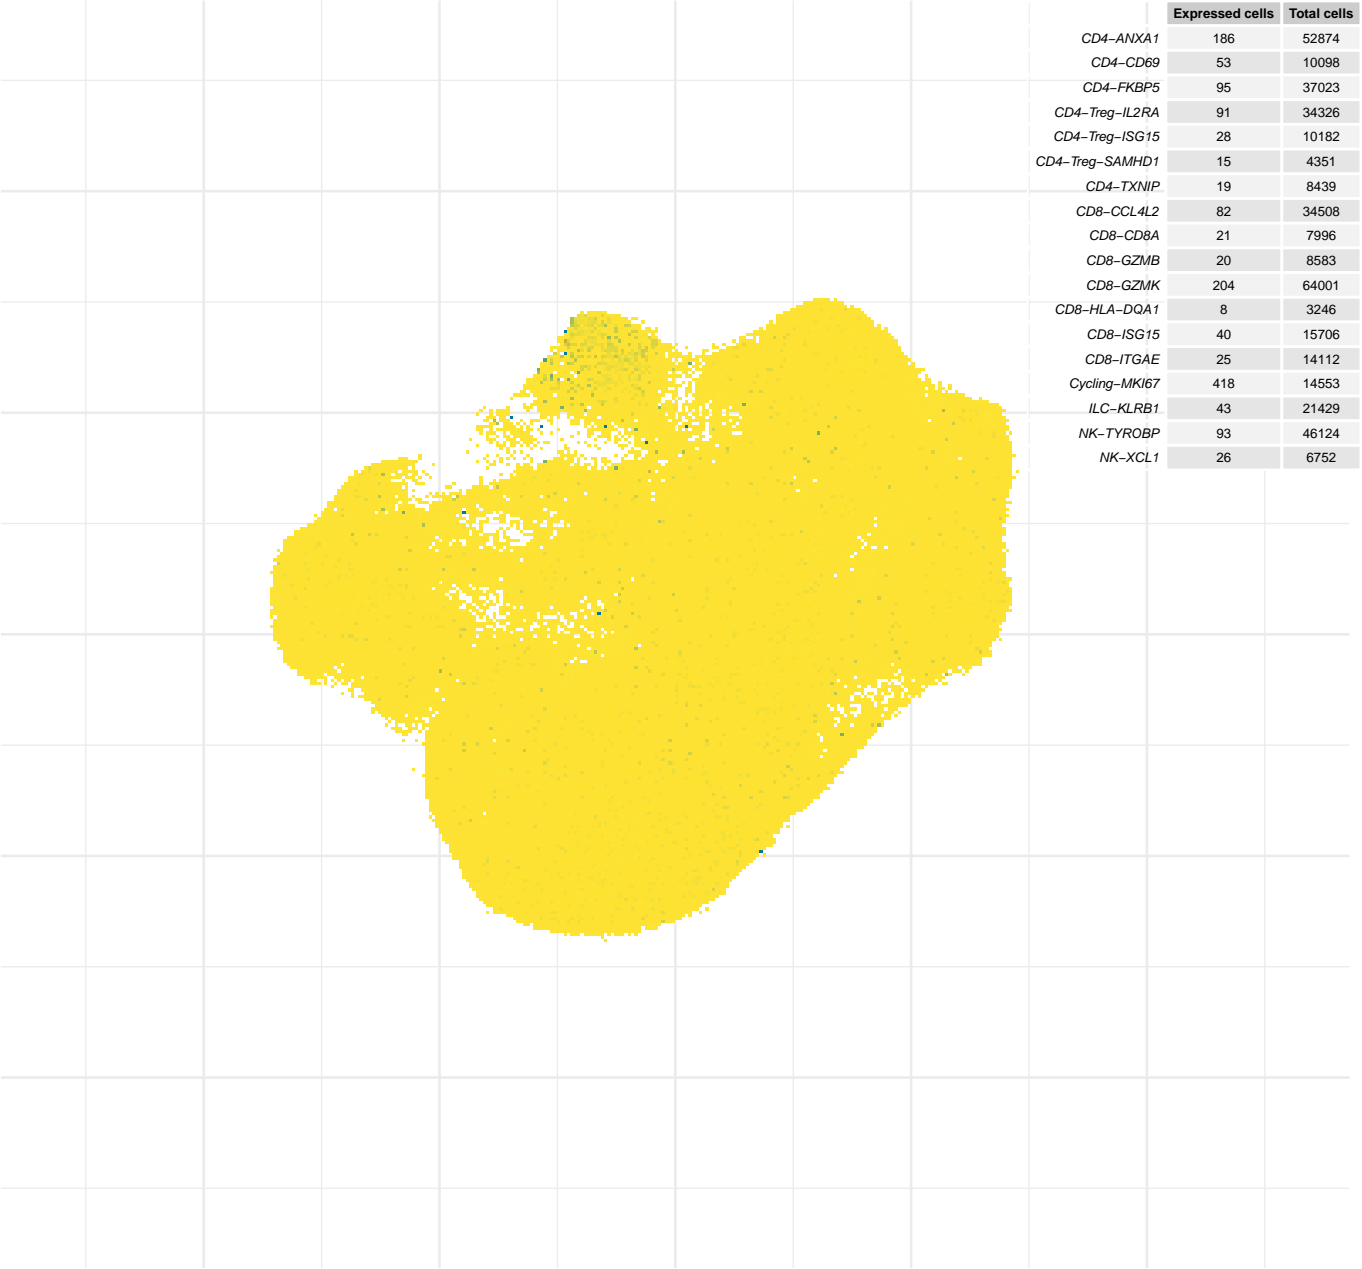 Expressed cells Total cells
CD4−ANXA1 186 52874
CD4−CD69 53 10098
CD4−FKBP5 95 37023
CD4−Treg−IL2RA 91 34326
CD4−Treg−ISG15 28 10182
CD4−Treg−SAMHD1 15 4351
CD4−TXNIP 19 8439
CD8−CCL4L2 82 34508
CD8−CD8A 21 7996
CD8−GZMB 20 8583
CD8−GZMK 204 64001
CD8−HLA−DQA1 8 3246
CD8−ISG15 40 15706
CD8−ITGAE 25 14112
Cycling−MKI67 418 14553
ILC−KLRB1 43 21429
NK−TYROBP 93 46124
NK−XCL1 26 6752